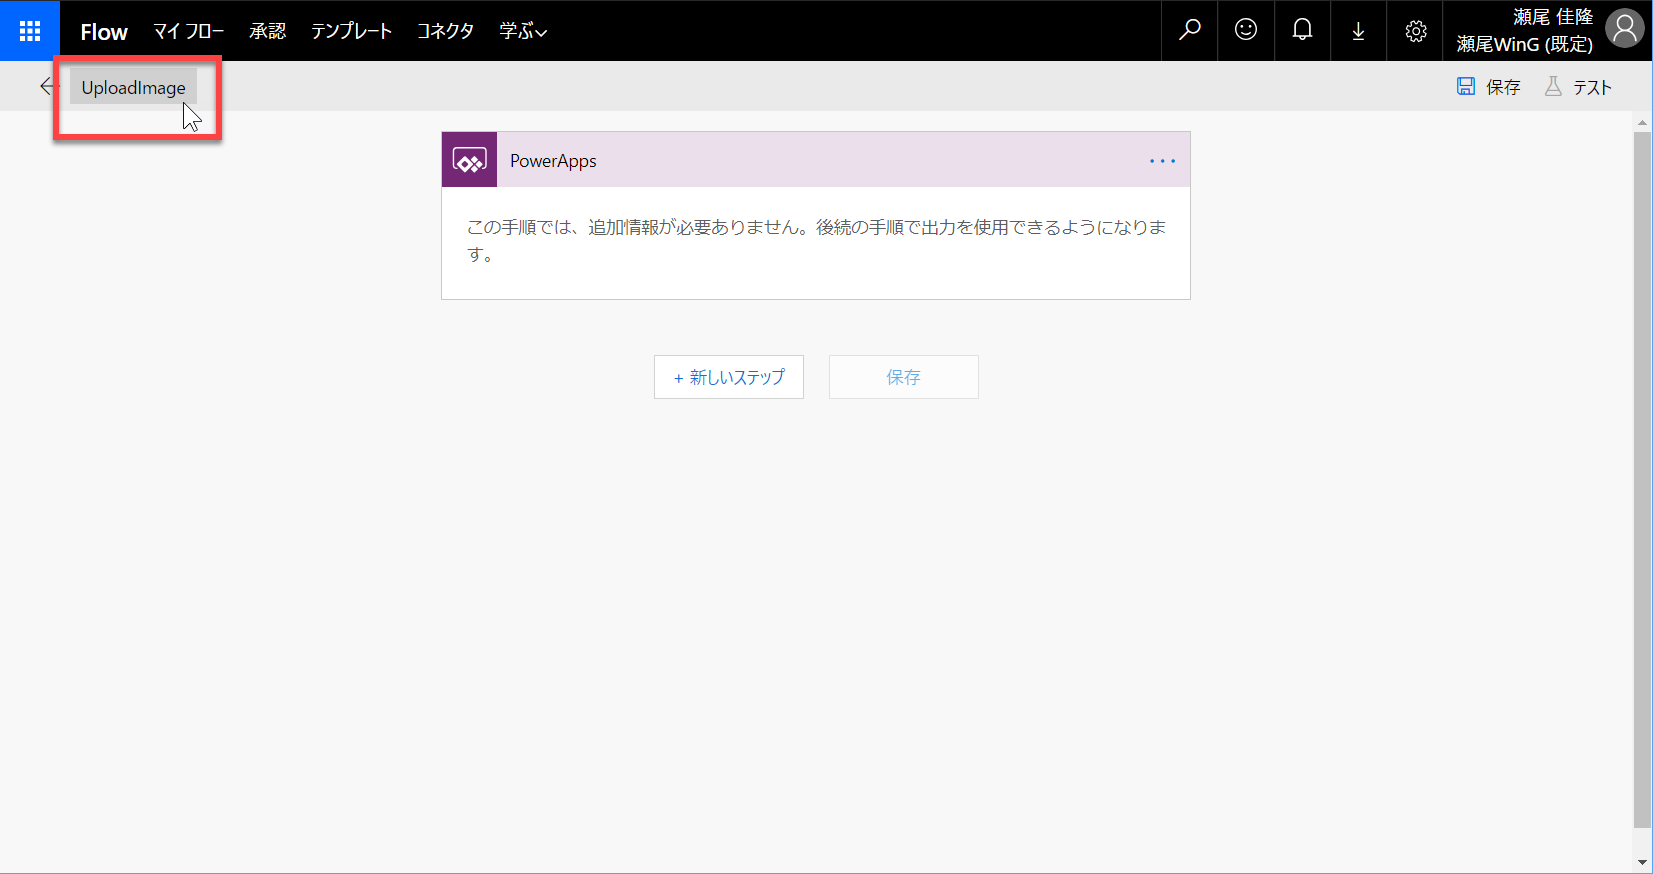 Flow マイ フロー 承認 テンプレート コネクタ 学ぶ
瀬尾 佳隆
瀬尾WinG (既定)
UploadImage
保存 テスト
PowerApps
この手順では、追加情報が必要ありません。後続の手順で出力を使用できるようになりま
す。
+ 新しいステップ 保存